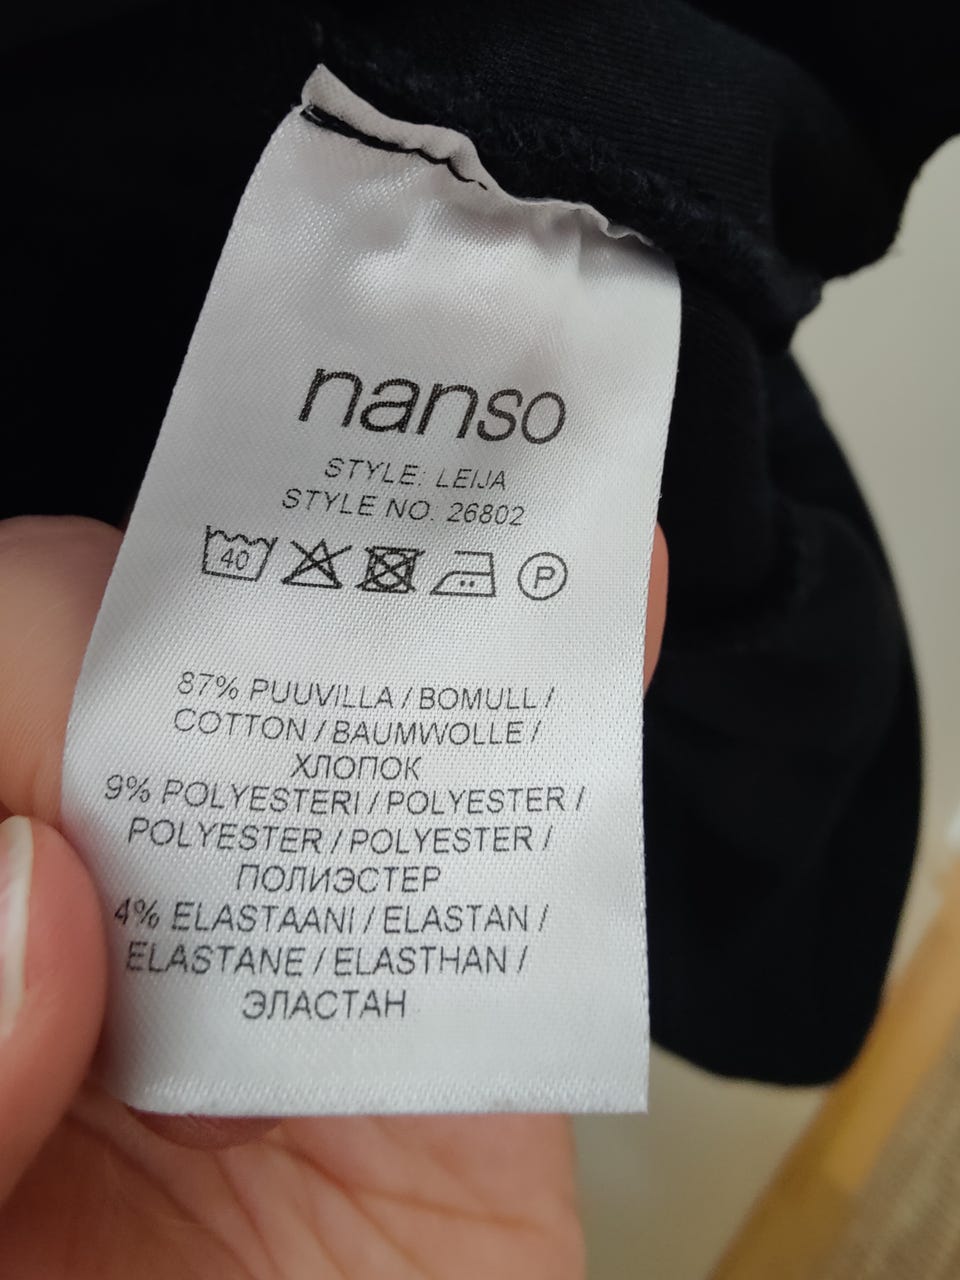 nanso
STYLE: LEIJA
STYLE NO. 26802
40 P
87% PUUVILLA / BOMULL /
COTTON / BAUMWOLLE /
ХЛОПОК
9% POLYESTERI / POLYESTER /
POLYESTER / POLYESTER /
ПОЛИЭСТЕР
4% ELASTAANI / ELASTAN /
ELASTANE / ELASTHAN /
ЭЛАСТАН